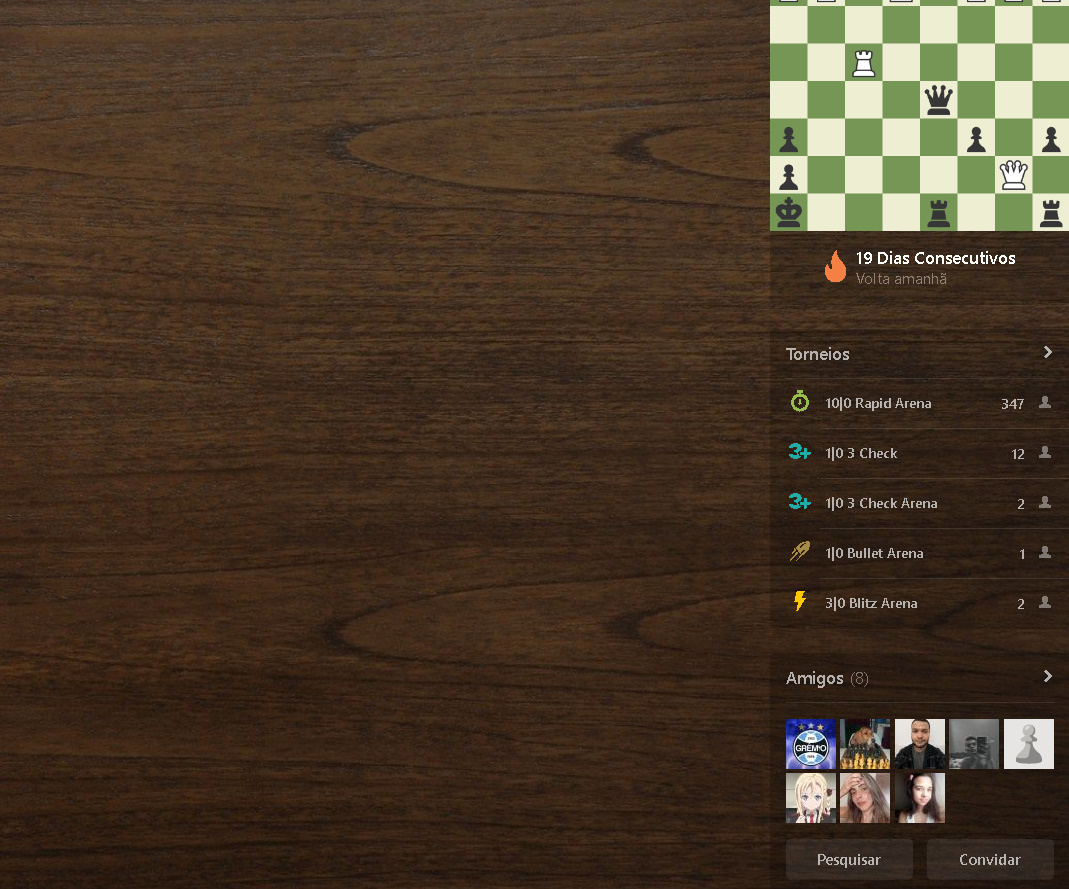 19 Dias Consecutivos
Volta amanhã
Torneios
10|0 Rapid Arena 347
1|0 3 Check 12
1|0 3 Check Arena 2
1|0 Bullet Arena 1
3|0 Blitz Arena 2
Amigos (8)
GRÊMIO
Pesquisar Convidar